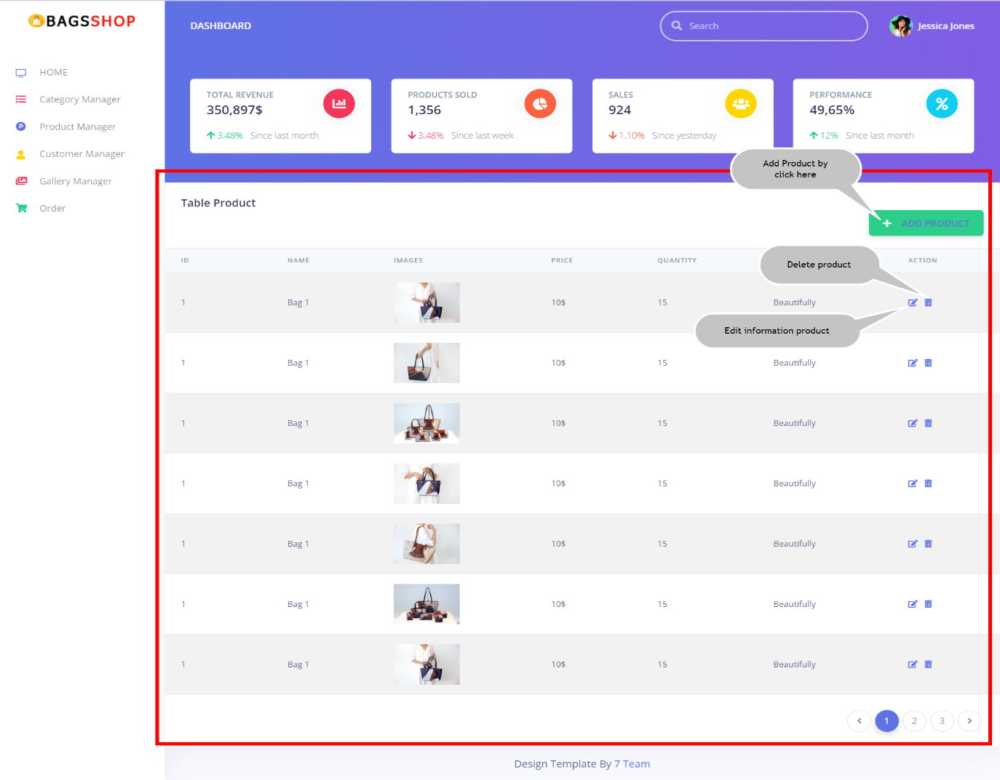 BAGSSHOP
DASHBOARD
Search
Jessica Jones
HOME
Category Manager
Product Manager
Customer Manager
Gallery Manager
Order
TOTAL REVENUE
350,897$
3.48% Since last month
PRODUCTS SOLD
1,356
3.48% Since last week
SALES
924
1.10% Since yesterday
PERFORMANCE
49,65%
12% Since last month
Add Product by
click here
Table Product
ADD PRODUCT
Delete product
ID NAME IMAGES PRICE QUANTITY ACTION
1 Bag 1 10$ 15 Beautifully
Edit information product
1 Bag 1 10$ 15 Beautifully
1 Bag 1 10$ 15 Beautifully
1 Bag 1 10$ 15 Beautifully
1 Bag 1 10$ 15 Beautifully
1 Bag 1 10$ 15 Beautifully
1 Bag 1 10$ 15 Beautifully
1 2 3
Design Template By 7 Team